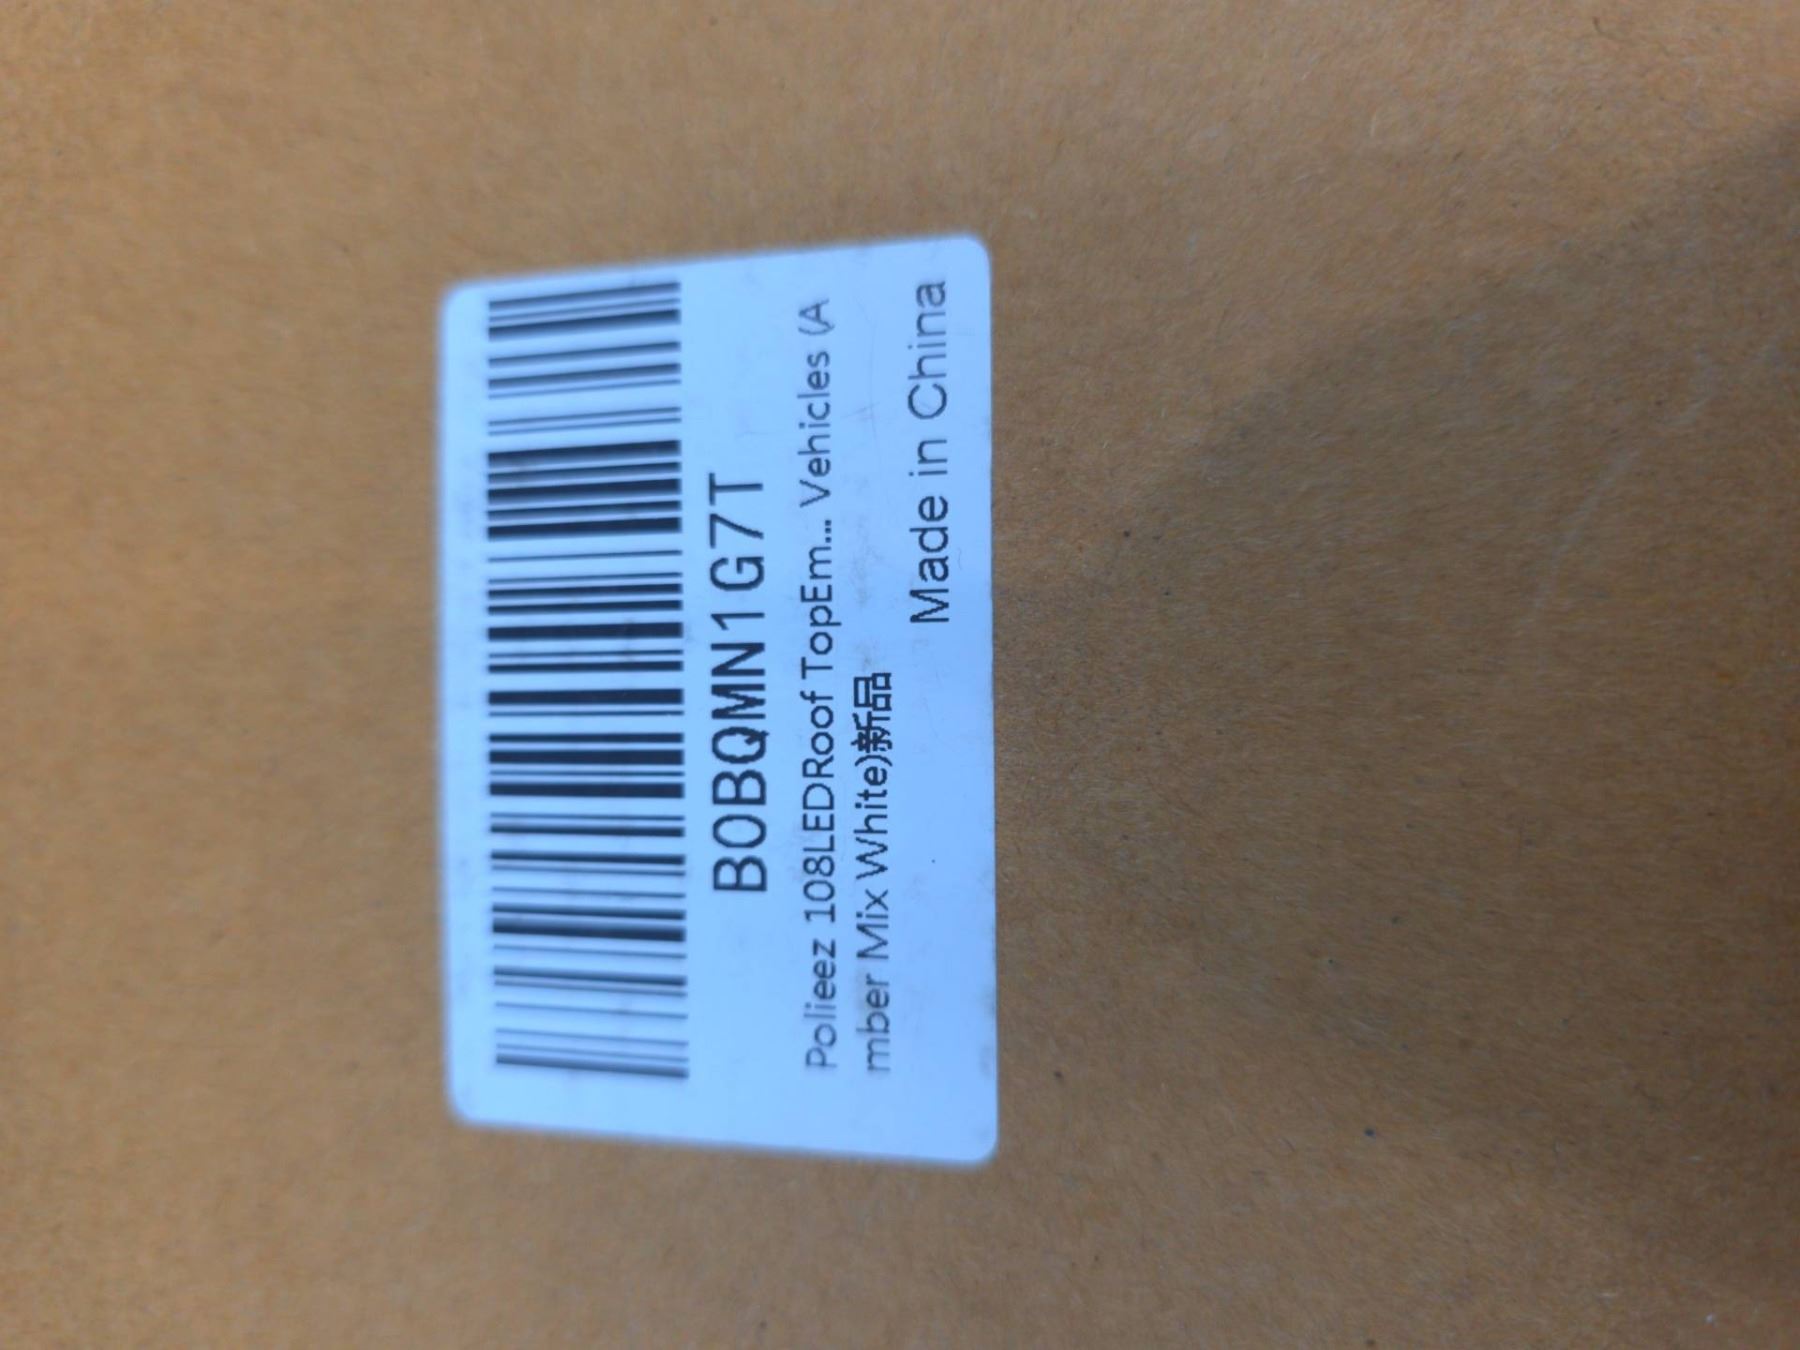 B0BQMN1G7T
Polieez 108LEDRoof TopEm... Vehicles (A
mber Mix White)新品
Made in China